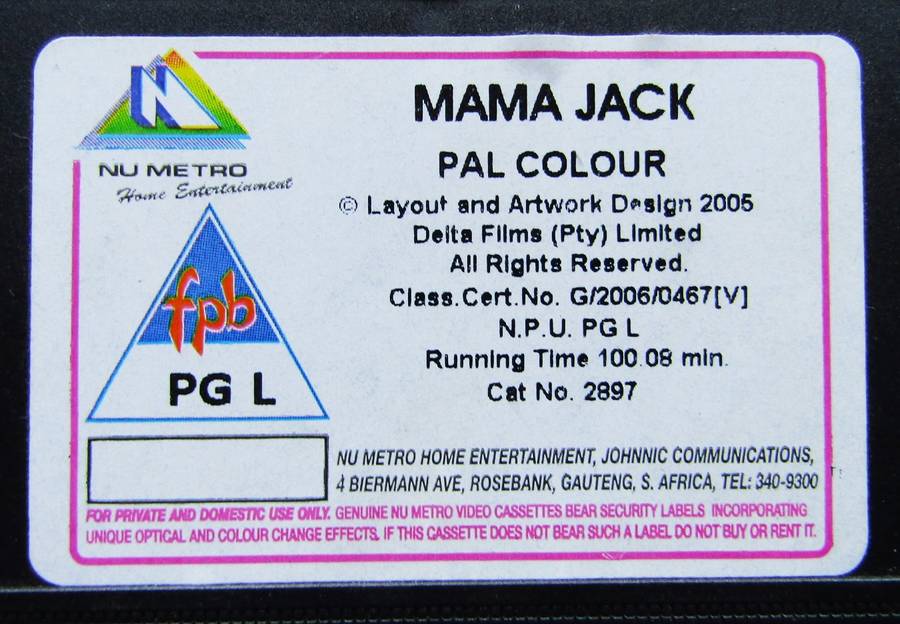 N
NU METRO
Home Entertainment
fpb
PG L
MAMA JACK
PAL COLOUR
© Layout and Artwork Design 2005
Delta Films (Pty) Limited
All Rights Reserved.
Class.Cert.No. G/2006/0467[V]
N.P.U. PG L
Running Time 100.08 min.
Cat No. 2897
NU METRO HOME ENTERTAINMENT, JOHNNIC COMMUNICATIONS,
4 BIERMANN AVE, ROSEBANK, GAUTENG, S. AFRICA, TEL: 340-9300
FOR PRIVATE AND DOMESTIC USE ONLY. GENUINE NU METRO VIDEO CASSETTES BEAR SECURITY LABELS INCORPORATING
UNIQUE OPTICAL AND COLOUR CHANGE EFFECTS. IF THIS CASSETTE DOES NOT BEAR SUCH A LABEL DO NOT BUY OR RENT IT.